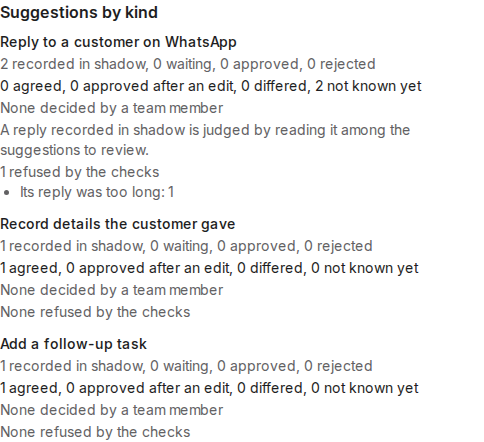 Suggestions by kind
Reply to a customer on WhatsApp
2 recorded in shadow, 0 waiting, 0 approved, 0 rejected
0 agreed, 0 approved after an edit, 0 differed, 2 not known yet
None decided by a team member
A reply recorded in shadow is judged by reading it among the
suggestions to review.
1 refused by the checks
• Its reply was too long: 1
Record details the customer gave
1 recorded in shadow, 0 waiting, 0 approved, 0 rejected
1 agreed, 0 approved after an edit, 0 differed, 0 not known yet
None decided by a team member
None refused by the checks
Add a follow-up task
1 recorded in shadow, 0 waiting, 0 approved, 0 rejected
1 agreed, 0 approved after an edit, 0 differed, 0 not known yet
None decided by a team member
None refused by the checks